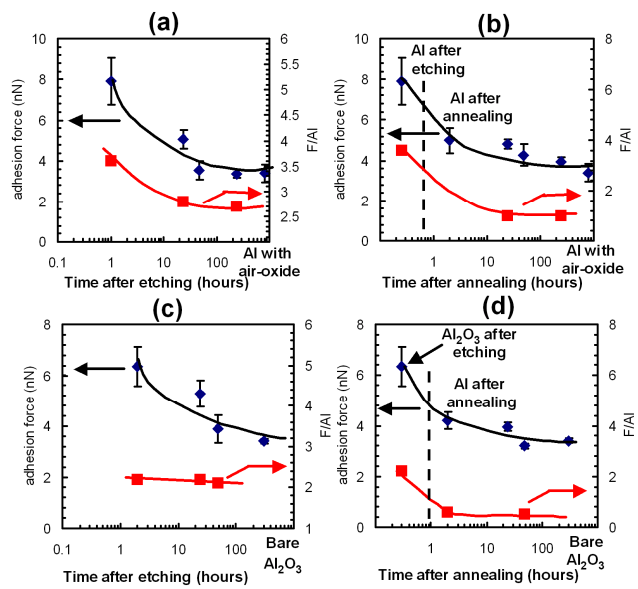 (a)
10
8
6
4
2
0
adhesion force (nN)
6
5.5
5
4.5
4
3.5
3
2.5
2
F/Al
0.1
1
10
100
Al with
air-oxide
Time after etching (hours)
(b)
10
8
6
4
2
0
adhesion force (nN)
Al after
etching
Al after
annealing
8
6
4
2
0
F/Al
0.1
1
10
100
Al with
air-oxide
Time after annealing (hours)
(c)
8
6
4
2
0
adhesion force (nN)
6
5
4
3
2
1
F/Al
0.1
1
10
100
Bare
Al2O3
Time after etching (hours)
(d)
8
6
4
2
0
adhesion force (nN)
Al2O3 after
etching
Al after
annealing
8
6
4
2
0
F/Al
0.1
1
10
100
Bare
Al2O3
Time after annealing (hours)